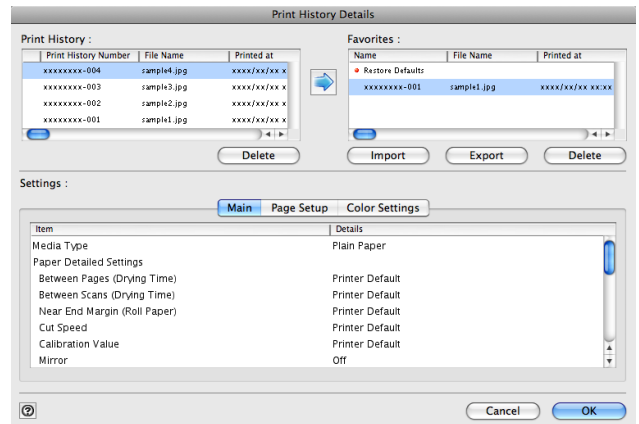 Print History Details
Print History :
Print History Number File Name Printed at
xxxxxxxx-004 sample4.jpg xxxx/xx/xx x
xxxxxxxx-003 sample3.jpg xxxx/xx/xx x
xxxxxxxx-002 sample2.jpg xxxx/xx/xx x
xxxxxxxx-001 sample1.jpg xxxx/xx/xx x
Delete
Favorites :
Name File Name Printed at
Restore Defaults
xxxxxxxx-001 sample1.jpg xxxx/xx/xx xx:xx
Import Export Delete
Settings :
Main Page Setup Color Settings
Item Details
Media Type Plain Paper
Paper Detailed Settings
Between Pages (Drying Time) Printer Default
Between Scans (Drying Time) Printer Default
Near End Margin (Roll Paper) Printer Default
Cut Speed Printer Default
Calibration Value Printer Default
Mirror Off
? Cancel OK